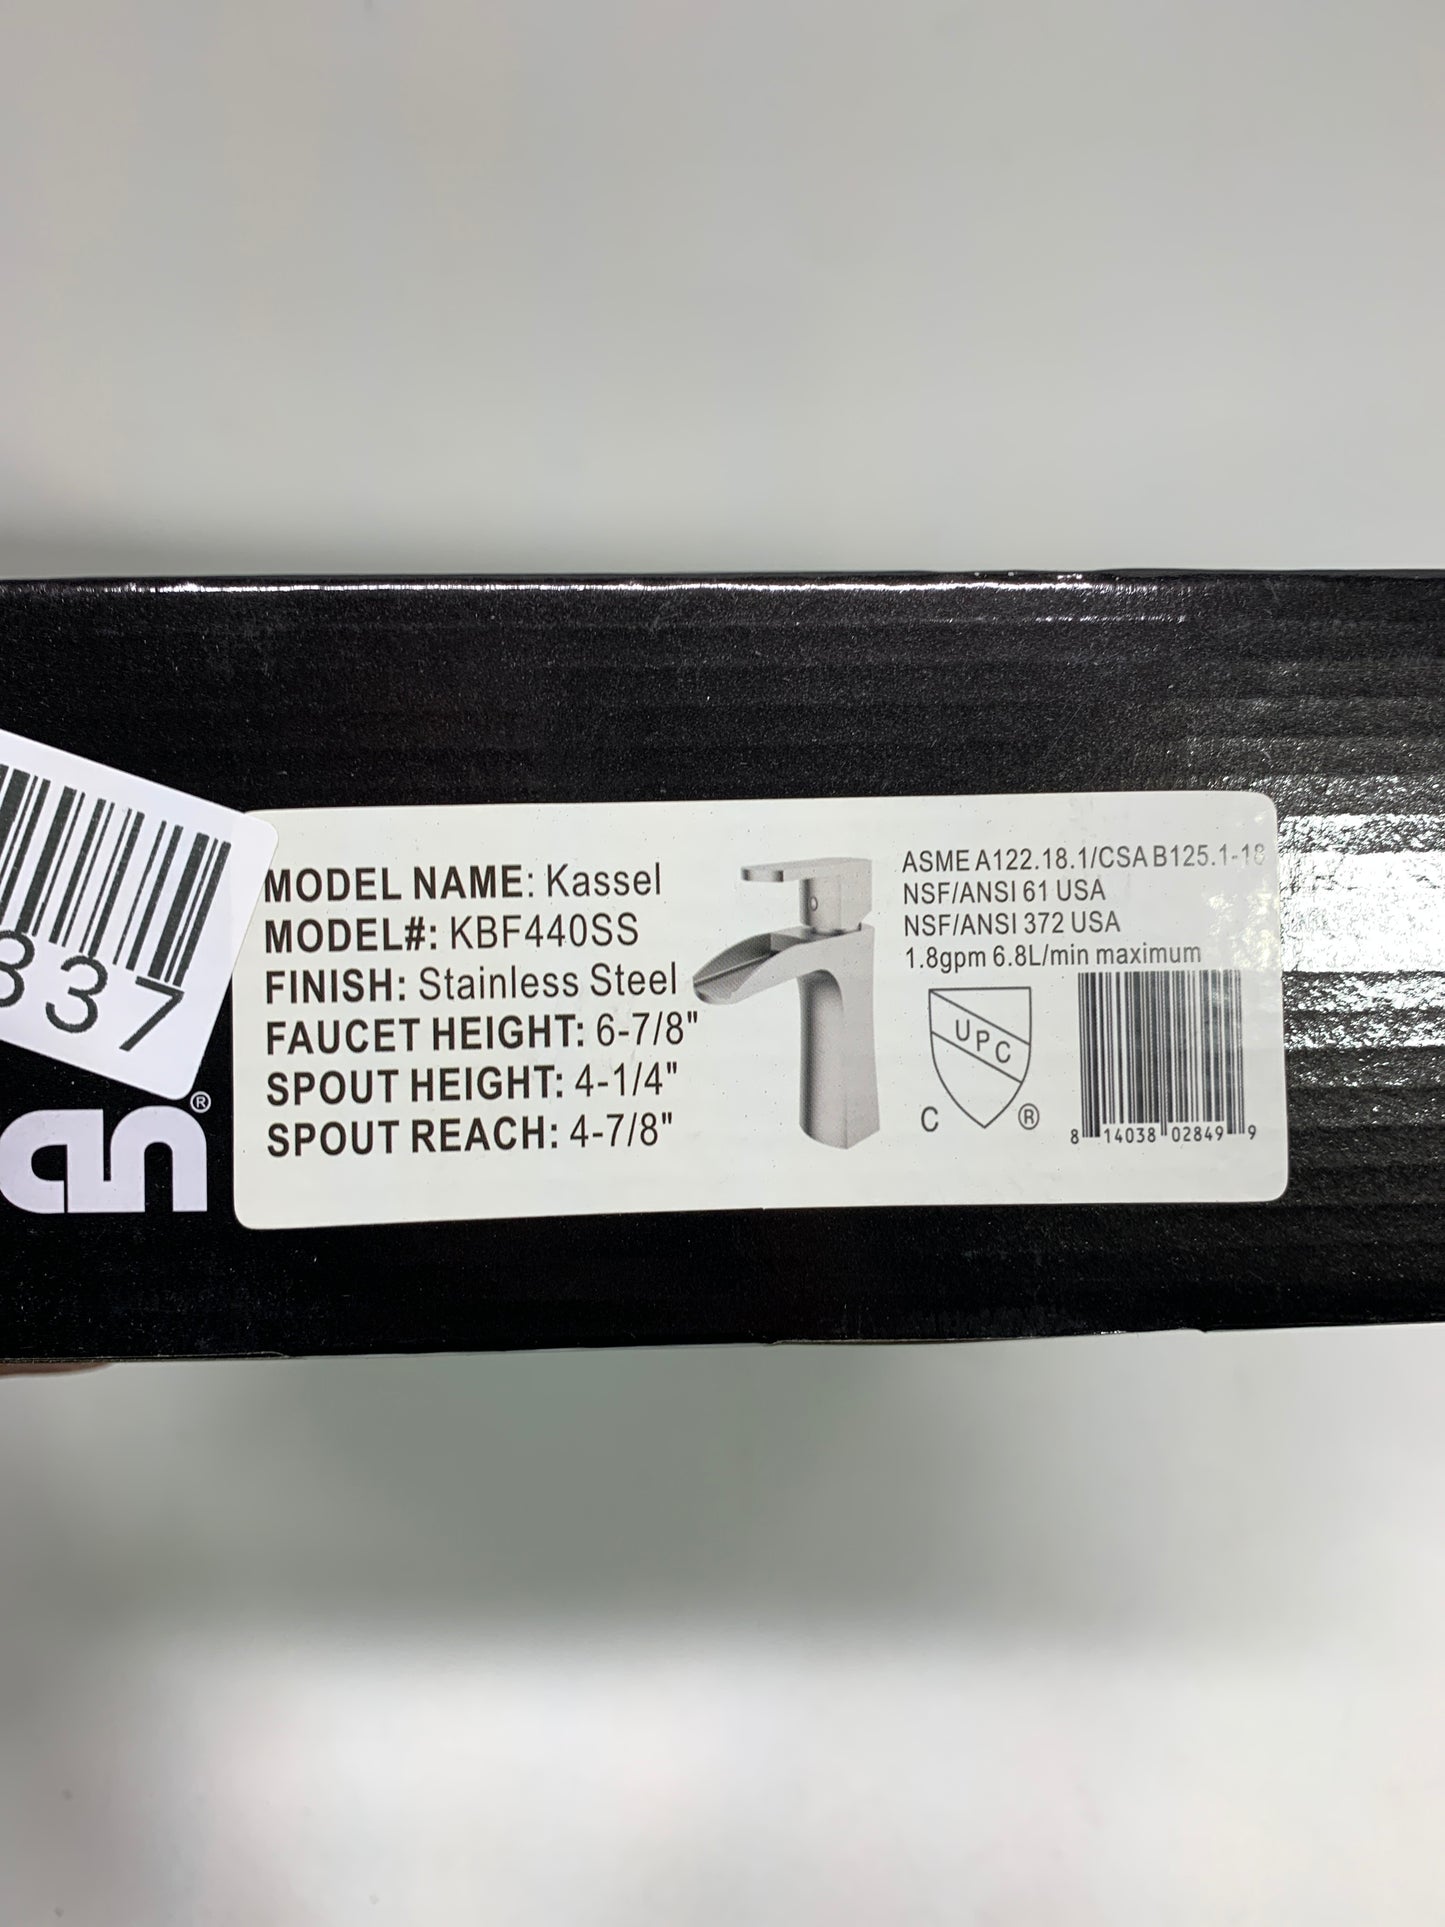 337
an®
MODEL NAME: Kassel
MODEL#: KBF440SS
FINISH: Stainless Steel
FAUCET HEIGHT: 6-7/8"
SPOUT HEIGHT: 4-1/4"
SPOUT REACH: 4-7/8"
ASME A122.18.1/CSA B125.1-18
NSF/ANSI 61 USA
NSF/ANSI 372 USA
1.8gpm 6.8L/min maximum
UPC
C ®
8 14038 02849 9